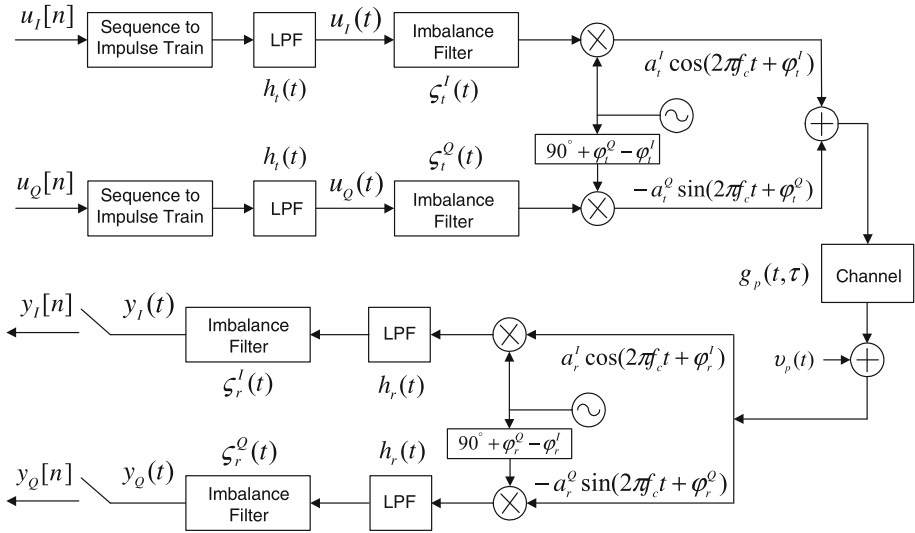 u_I[n]
Sequence to
Impulse Train
LPF
h_t(t)
u_I(t)
Imbalance
Filter
ς_t^I(t)
a_t^I cos(2πf_c t + φ_t^I)
90° + φ_t^Q − φ_t^I
u_Q[n]
Sequence to
Impulse Train
h_t(t)
LPF
u_Q(t)
ς_t^Q(t)
Imbalance
Filter
−a_t^Q sin(2πf_c t + φ_t^Q)
g_p(t,τ)
Channel
υ_p(t)
y_I[n]
y_I(t)
Imbalance
Filter
ς_r^I(t)
LPF
h_r(t)
a_r^I cos(2πf_c t + φ_r^I)
90° + φ_r^Q − φ_r^I
y_Q[n]
y_Q(t)
ς_r^Q(t)
Imbalance
Filter
h_r(t)
LPF
−a_r^Q sin(2πf_c t + φ_r^Q)